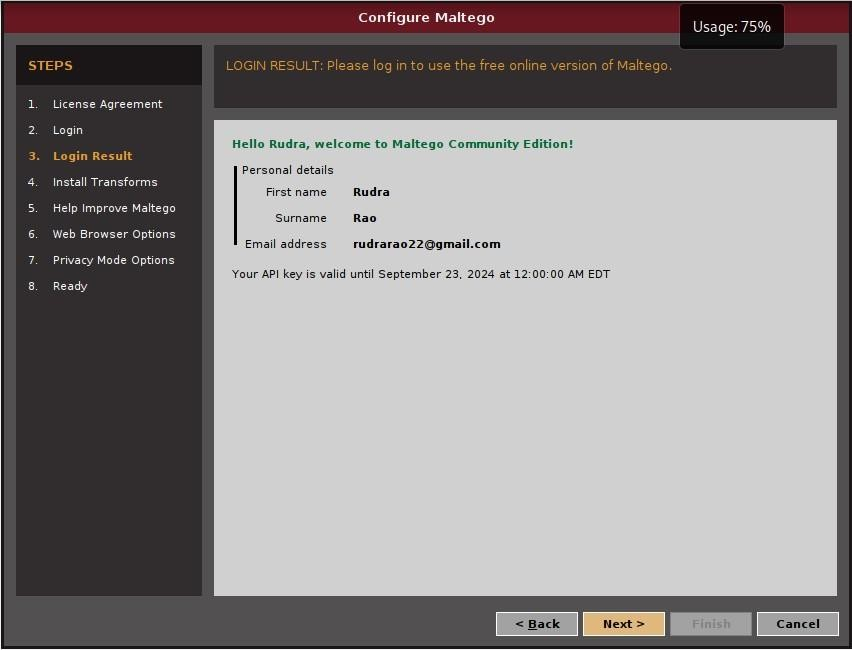 Configure Maltego
Usage: 75%
STEPS
1. License Agreement
2. Login
3. Login Result
4. Install Transforms
5. Help Improve Maltego
6. Web Browser Options
7. Privacy Mode Options
8. Ready
LOGIN RESULT: Please log in to use the free online version of Maltego.
Hello Rudra, welcome to Maltego Community Edition!
Personal details
First name Rudra
Surname Rao
Email address rudrarao22@gmail.com
Your API key is valid until September 23, 2024 at 12:00:00 AM EDT
< Back Next > Finish Cancel